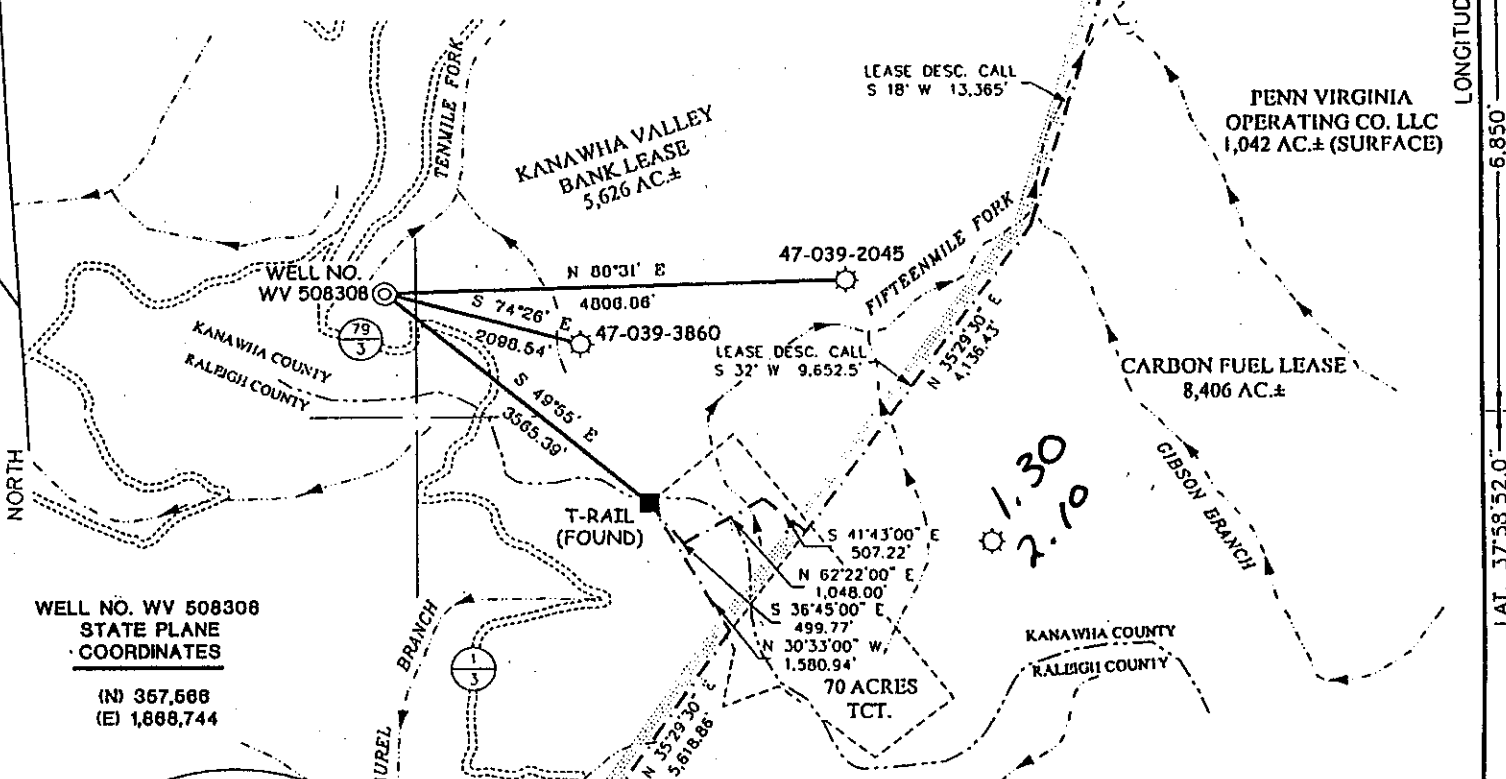 LONGITUD
6.850'
LEASE DESC. CALL
S 18° W 13,365'
PENN VIRGINIA
OPERATING CO. LLC
1,042 AC.± (SURFACE)
TENMILE FORK
KANAWHA VALLEY
BANK LEASE
5,626 AC.±
FIFTEENMILE FORK
WELL NO.
WV 508308
N 80°31' E
4806.06'
47-039-2045
S 74°26' E
2098.54'
47-039-3860
79
3
KANAWHA COUNTY
RALEIGH COUNTY
LEASE DESC. CALL
S 32° W 9,652.5'
N 35°29'30" E
4,136.43'
CARBON FUEL LEASE
8,406 AC.±
S 49°55' E
3565.39'
NORTH
GIBSON BRANCH
LAT. 37°58'52.0"
1.30
2.10
T-RAIL
(FOUND)
S 41°43'00" E
507.22'
N 62°22'00" E
1,048.00'
S 36°45'00" E
499.77'
N 30°33'00" W
1,580.94'
70 ACRES
TCT.
KANAWHA COUNTY
RALEIGH COUNTY
WELL NO. WV 508308
STATE PLANE
COORDINATES
(N) 357,566
(E) 1,868,744
BRANCH
1
3
UREL
N 35°29'30" E
5,618.86'